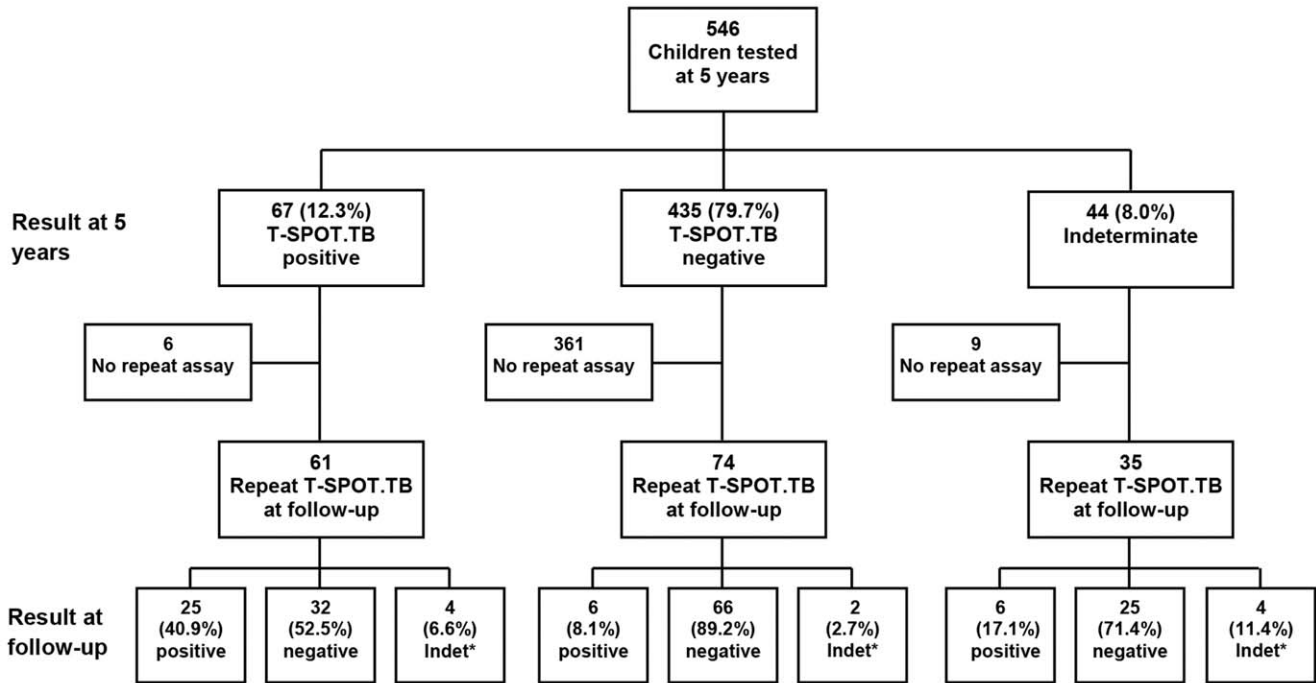 546
Children tested
at 5 years
Result at 5
years
67 (12.3%)
T-SPOT.TB
positive
435 (79.7%)
T-SPOT.TB
negative
44 (8.0%)
Indeterminate
6
No repeat assay
361
No repeat assay
9
No repeat assay
61
Repeat T-SPOT.TB
at follow-up
74
Repeat T-SPOT.TB
at follow-up
35
Repeat T-SPOT.TB
at follow-up
Result at
follow-up
25
(40.9%)
positive
32
(52.5%)
negative
4
(6.6%)
Indet*
6
(8.1%)
positive
66
(89.2%)
negative
2
(2.7%)
Indet*
6
(17.1%)
positive
25
(71.4%)
negative
4
(11.4%)
Indet*